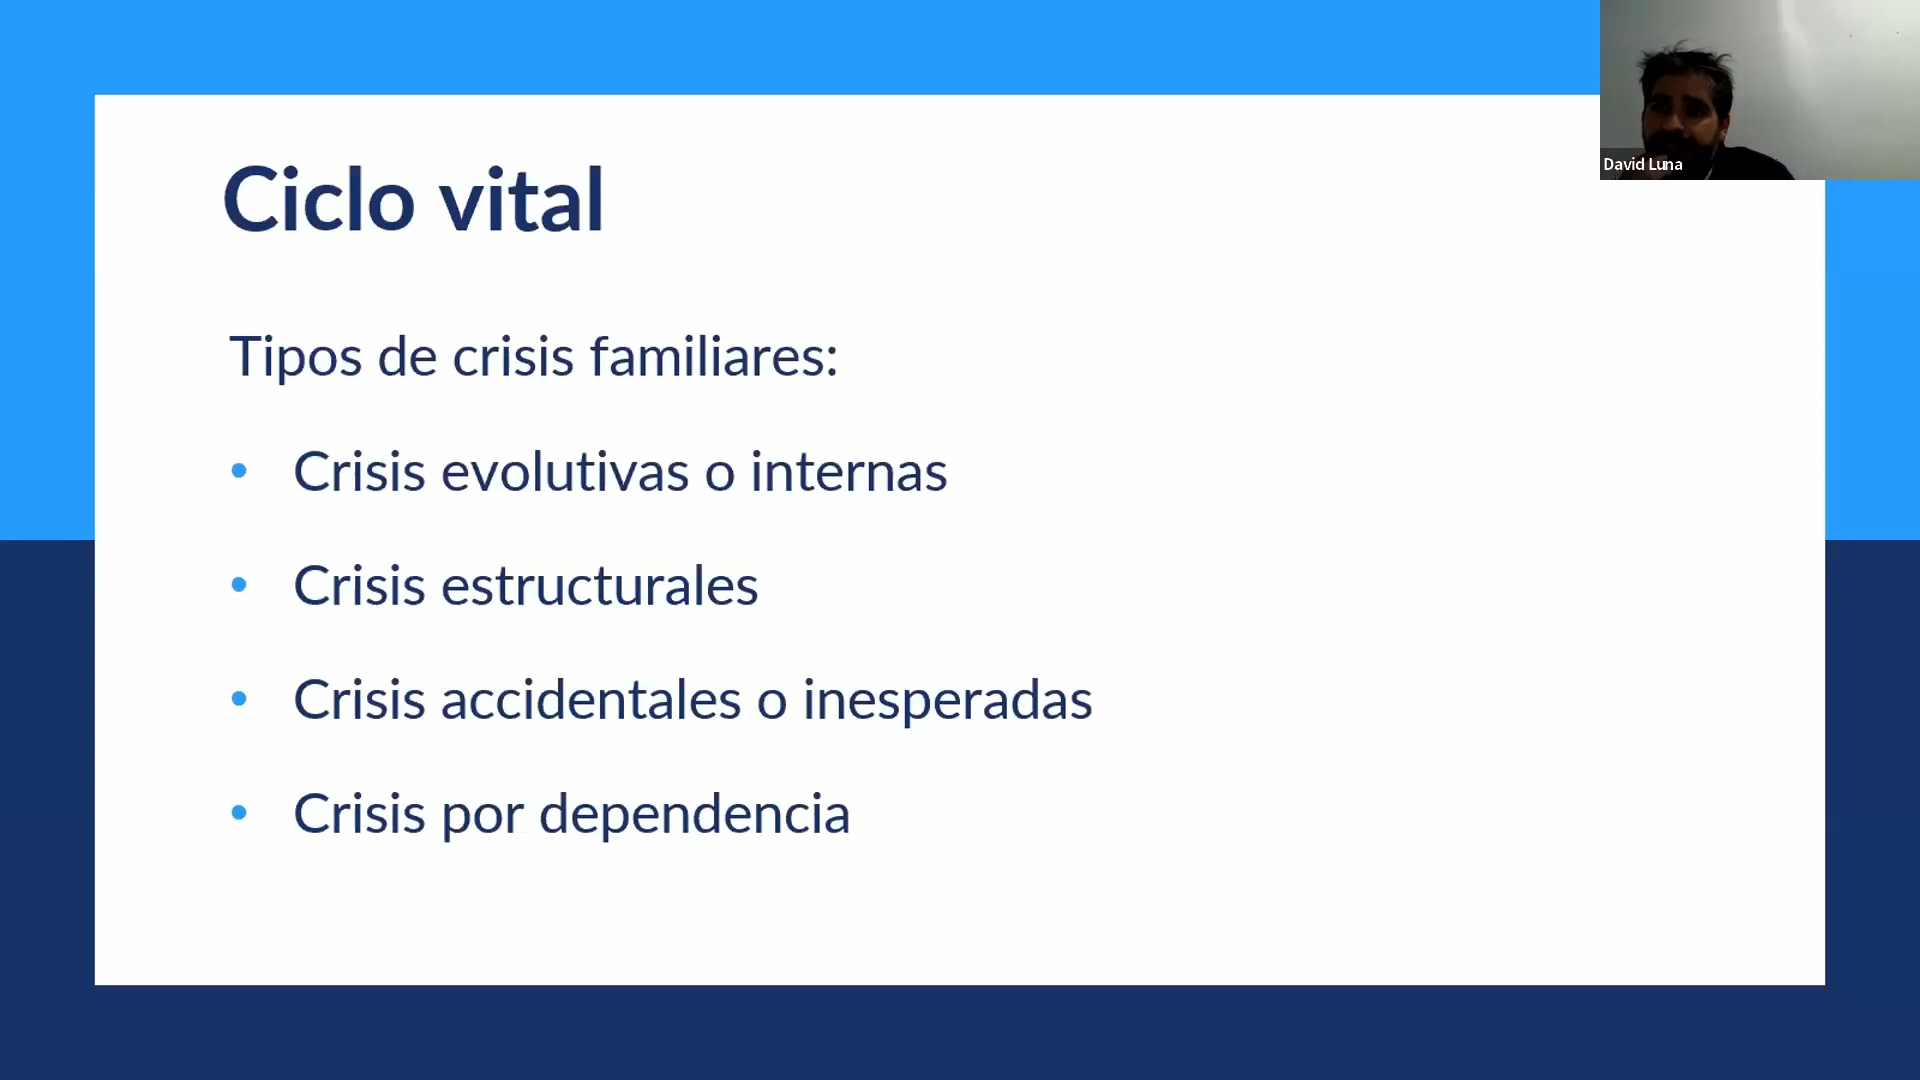 Ciclo vital
Tipos de crisis familiares:
• Crisis evolutivas o internas
• Crisis estructurales
• Crisis accidentales o inesperadas
• Crisis por dependencia
David Luna